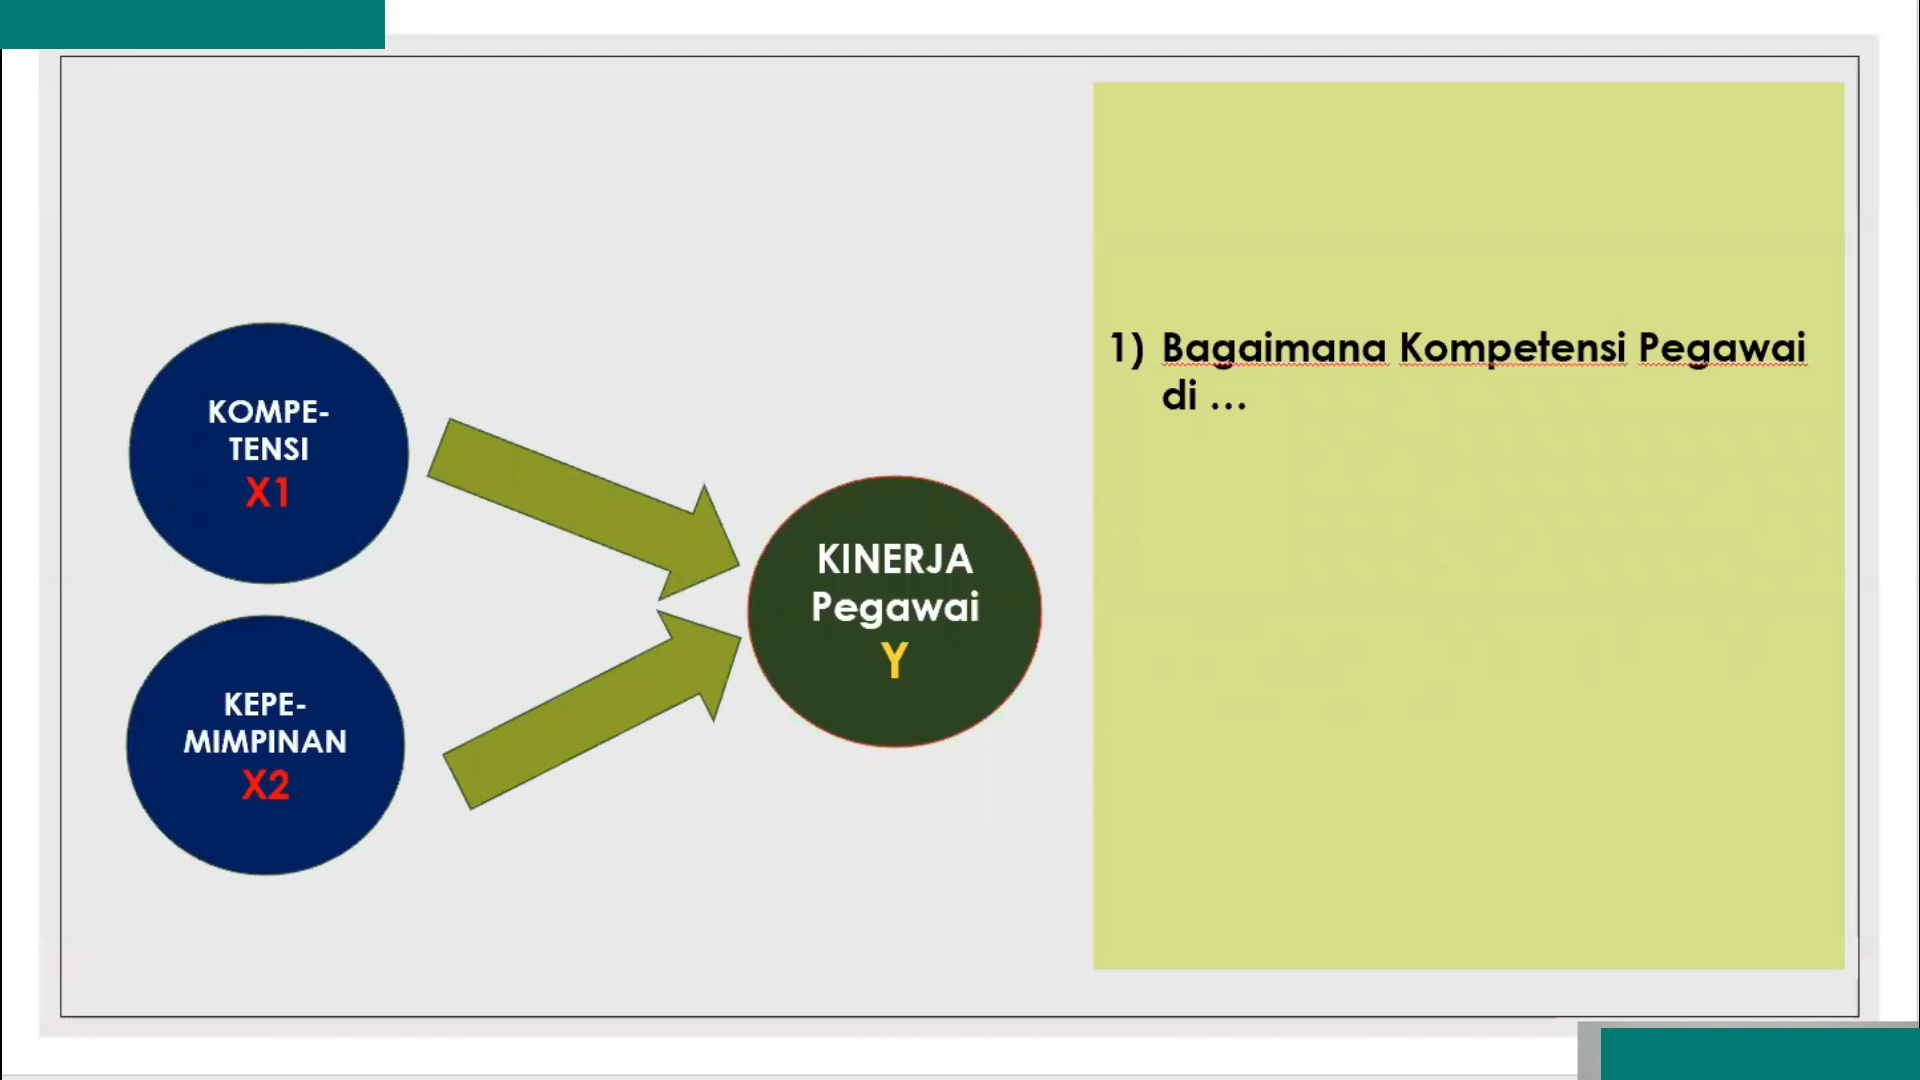 KOMPE-
TENSI
X1
KEPE-
MIMPINAN
X2
KINERJA
Pegawai
Y
1) Bagaimana Kompetensi Pegawai
di ...